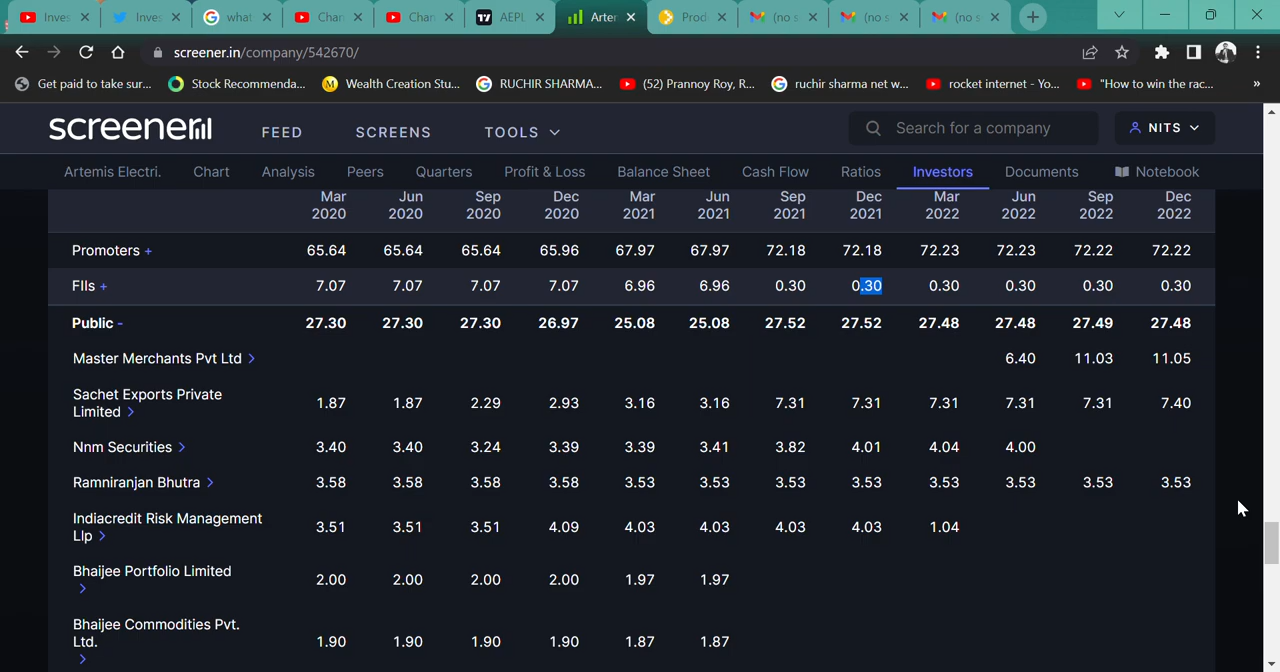 Inves
Inves
what
Chan
Chan
AEPL
Arter
Prod
(no s
(no s
(no s
screener.in/company/542670/
Get paid to take sur...
Stock Recommenda...
Wealth Creation Stu...
RUCHIR SHARMA...
(52) Prannoy Roy, R...
ruchir sharma net w...
rocket internet - Yo...
"How to win the rac...
»
screener
FEED
SCREENS
TOOLS
Search for a company
NITS
Artemis Electri.
Chart
Analysis
Peers
Quarters
Profit & Loss
Balance Sheet
Cash Flow
Ratios
Investors
Documents
Notebook
Mar Jun Sep Dec Mar Jun Sep Dec Mar Jun Sep Dec
2020 2020 2020 2020 2021 2021 2021 2021 2022 2022 2022 2022
Promoters + 65.64 65.64 65.64 65.96 67.97 67.97 72.18 72.18 72.23 72.23 72.22 72.22
FIIs + 7.07 7.07 7.07 7.07 6.96 6.96 0.30 0.30 0.30 0.30 0.30 0.30
Public - 27.30 27.30 27.30 26.97 25.08 25.08 27.52 27.52 27.48 27.48 27.49 27.48
Master Merchants Pvt Ltd > 6.40 11.03 11.05
Sachet Exports Private
Limited > 1.87 1.87 2.29 2.93 3.16 3.16 7.31 7.31 7.31 7.31 7.31 7.40
Nnm Securities > 3.40 3.40 3.24 3.39 3.39 3.41 3.82 4.01 4.04 4.00
Ramniranjan Bhutra > 3.58 3.58 3.58 3.58 3.53 3.53 3.53 3.53 3.53 3.53 3.53 3.53
Indiacredit Risk Management
Llp > 3.51 3.51 3.51 4.09 4.03 4.03 4.03 4.03 1.04
Bhaijee Portfolio Limited
> 2.00 2.00 2.00 2.00 1.97 1.97
Bhaijee Commodities Pvt.
Ltd. 1.90 1.90 1.90 1.90 1.87 1.87
>